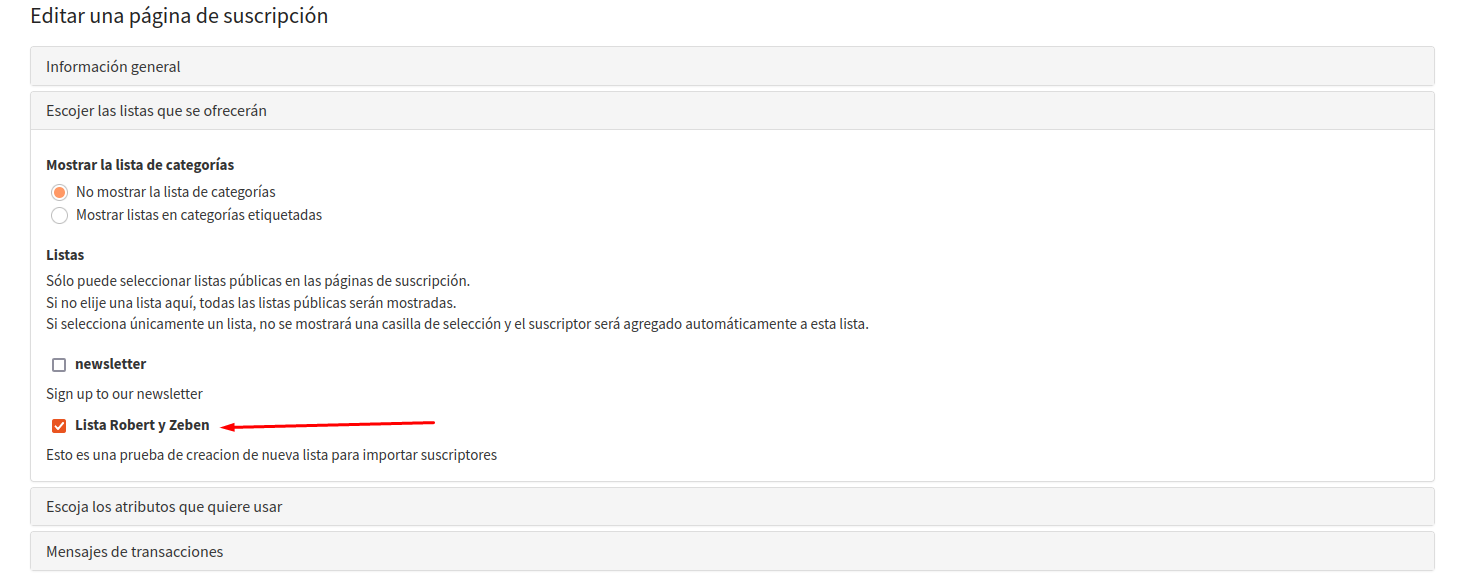 Editar una página de suscripción
Información general
Escojer las listas que se ofrecerán
Mostrar la lista de categorías
No mostrar la lista de categorías
Mostrar listas en categorías etiquetadas
Listas
Sólo puede seleccionar listas públicas en las páginas de suscripción.
Si no elije una lista aquí, todas las listas públicas serán mostradas.
Si selecciona únicamente un lista, no se mostrará una casilla de selección y el suscriptor será agregado automáticamente a esta lista.
newsletter
Sign up to our newsletter
Lista Robert y Zeben
Esto es una prueba de creacion de nueva lista para importar suscriptores
Escoja los atributos que quiere usar
Mensajes de transacciones